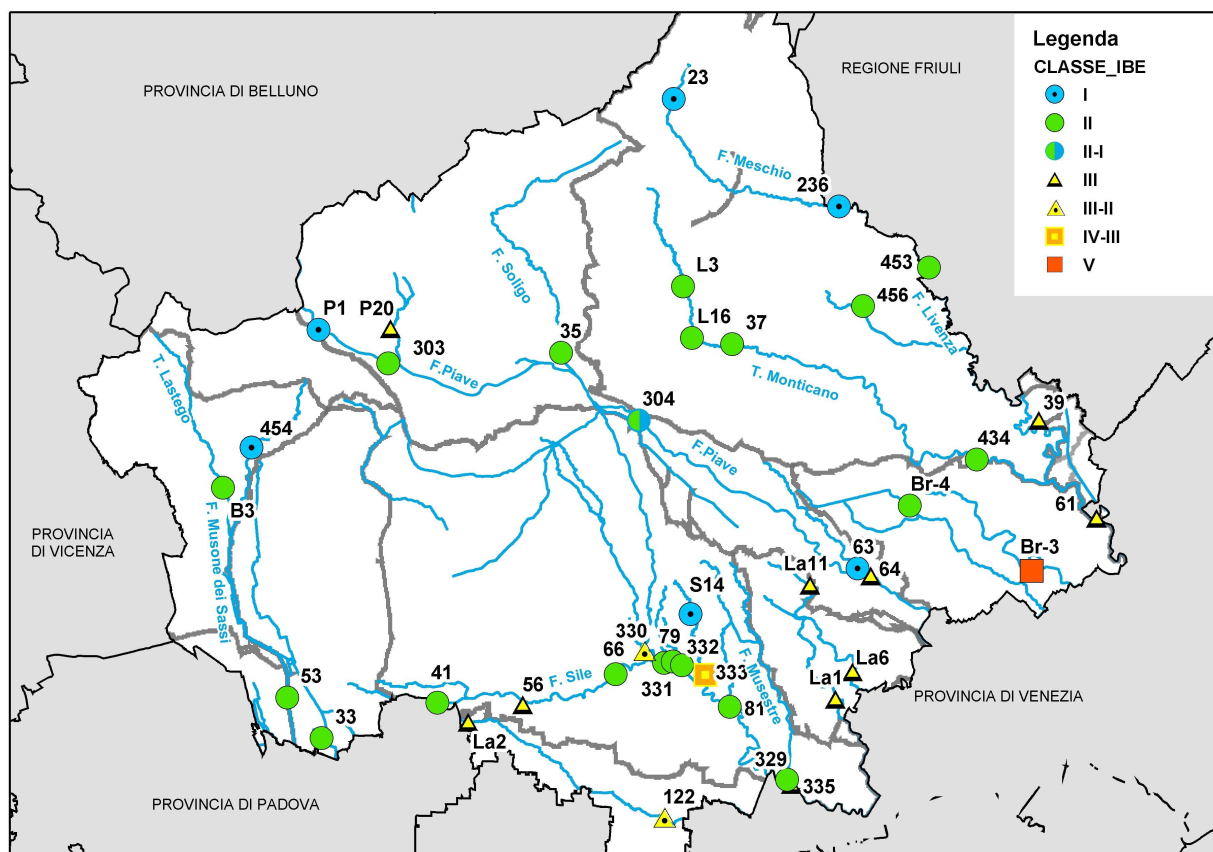 Legenda
CLASSE_IBE
I
II
II-I
III
III-II
IV-III
V
PROVINCIA DI BELLUNO
REGIONE FRIULI
23
F. Meschio
236
453
F. Soligo
L3
456
F. Livenza
P1
P20
L16
37
35
303
F.Piave
T. Lastego
T. Monticano
304
39
454
434
F.Piave
Br-4
B3
61
PROVINCIA
DI VICENZA
63
Br-3
64
La11
F. Musone dei Sassi
S14
330
79
332
66
331
333
F. Musestre
La6
La1
PROVINCIA DI VENEZIA
F. Sile
53
41
56
81
33
La2
329
335
122
PROVINCIA DI PADOVA